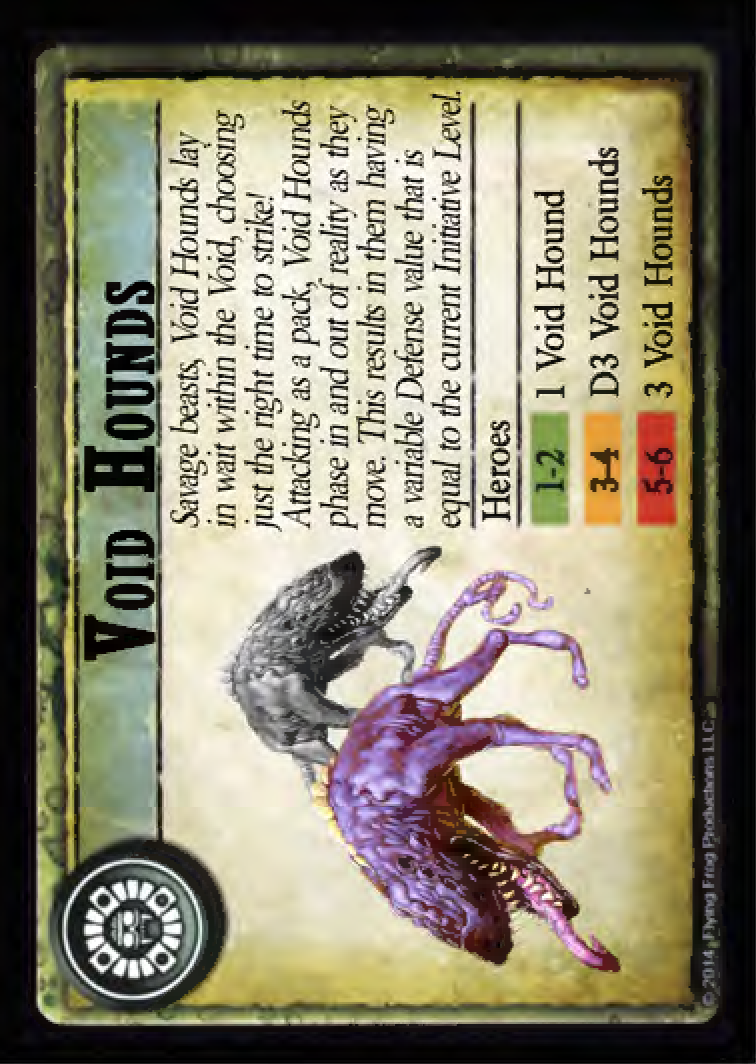 VOID HOUNDS
Savage beasts, Void Hounds lay
in wait within the Void, choosing
just the right time to strike!
Attacking as a pack, Void Hounds
phase in and out of reality as they
move. This results in them having
a variable Defense value that is
equal to the current Initiative Level.
Heroes
1-2 1 Void Hound
3-4 D3 Void Hounds
5-6 3 Void Hounds
© 2014 Flying Frog Productions LLC.